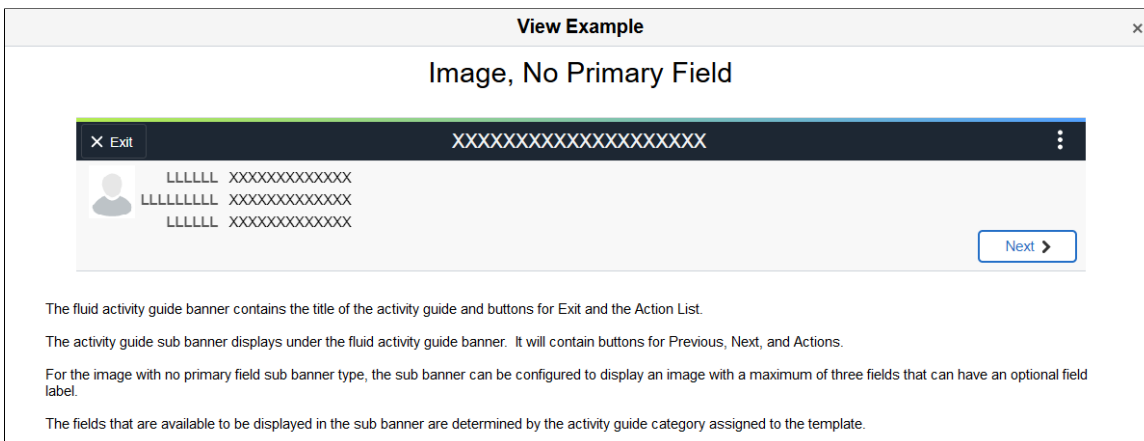 View Example
×
Image, No Primary Field
× Exit
XXXXXXXXXXXXXXXXXXXX
LLLLLL XXXXXXXXXXXXX
LLLLLLLLL XXXXXXXXXXXXX
LLLLLL XXXXXXXXXXXXX
Next
The fluid activity guide banner contains the title of the activity guide and buttons for Exit and the Action List.
The activity guide sub banner displays under the fluid activity guide banner.  It will contain buttons for Previous, Next, and Actions.
For the image with no primary field sub banner type, the sub banner can be configured to display an image with a maximum of three fields that can have an optional field
label.
The fields that are available to be displayed in the sub banner are determined by the activity guide category assigned to the template.